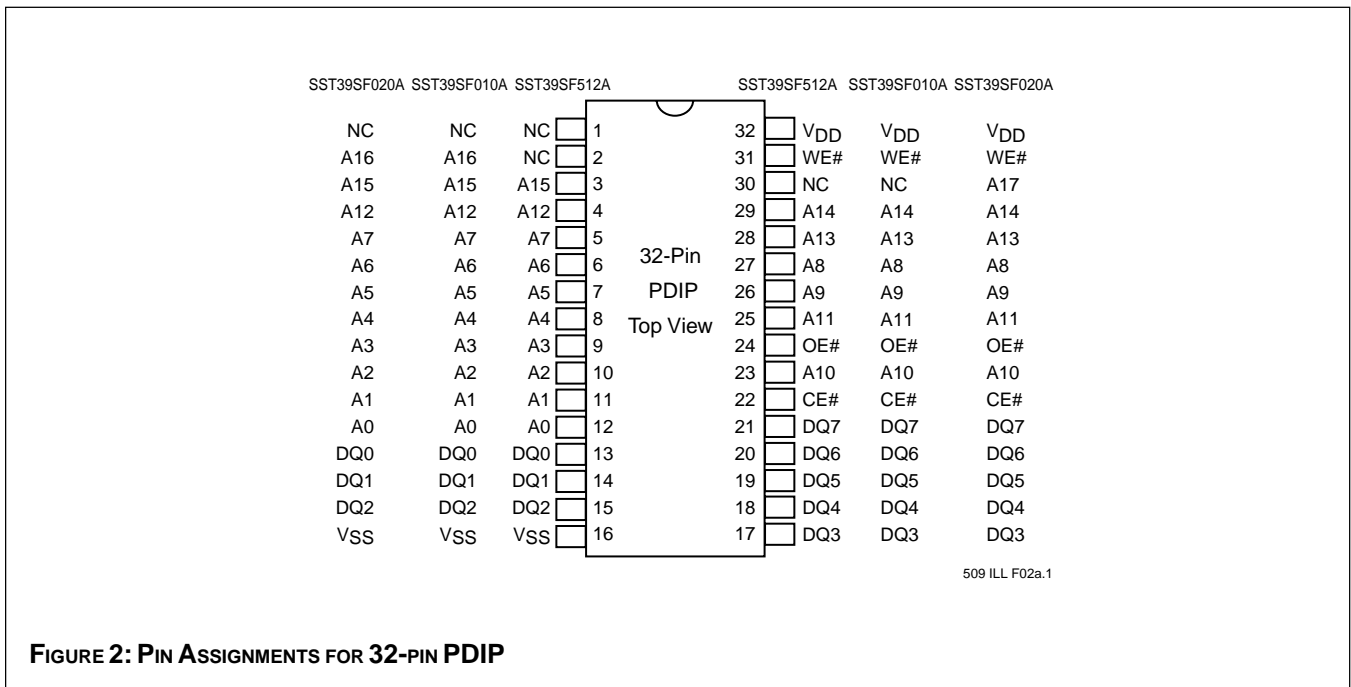 SST39SF020A SST39SF010A SST39SF512A SST39SF512A SST39SF010A SST39SF020A
NC NC NC 1 32 VDD VDD VDD
A16 A16 NC 2 31 WE# WE# WE#
A15 A15 A15 3 30 NC NC A17
A12 A12 A12 4 29 A14 A14 A14
A7 A7 A7 5 28 A13 A13 A13
A6 A6 A6 6 32-Pin 27 A8 A8 A8
A5 A5 A5 7 PDIP 26 A9 A9 A9
A4 A4 A4 8 Top View 25 A11 A11 A11
A3 A3 A3 9 24 OE# OE# OE#
A2 A2 A2 10 23 A10 A10 A10
A1 A1 A1 11 22 CE# CE# CE#
A0 A0 A0 12 21 DQ7 DQ7 DQ7
DQ0 DQ0 DQ0 13 20 DQ6 DQ6 DQ6
DQ1 DQ1 DQ1 14 19 DQ5 DQ5 DQ5
DQ2 DQ2 DQ2 15 18 DQ4 DQ4 DQ4
VSS VSS VSS 16 17 DQ3 DQ3 DQ3
509 ILL F02a.1
FIGURE 2: PIN ASSIGNMENTS FOR 32-PIN PDIP